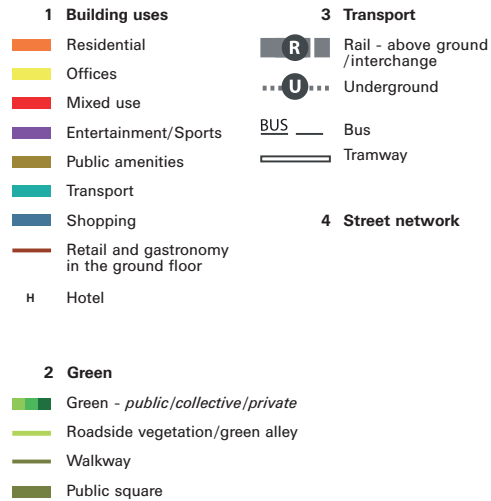 1 Building uses
Residential
Offices
Mixed use
Entertainment/Sports
Public amenities
Transport
Shopping
Retail and gastronomy
in the ground floor
H Hotel
2 Green
Green - public/collective/private
Roadside vegetation/green alley
Walkway
Public square
3 Transport
R Rail - above ground
/interchange
U Underground
BUS Bus
Tramway
4 Street network